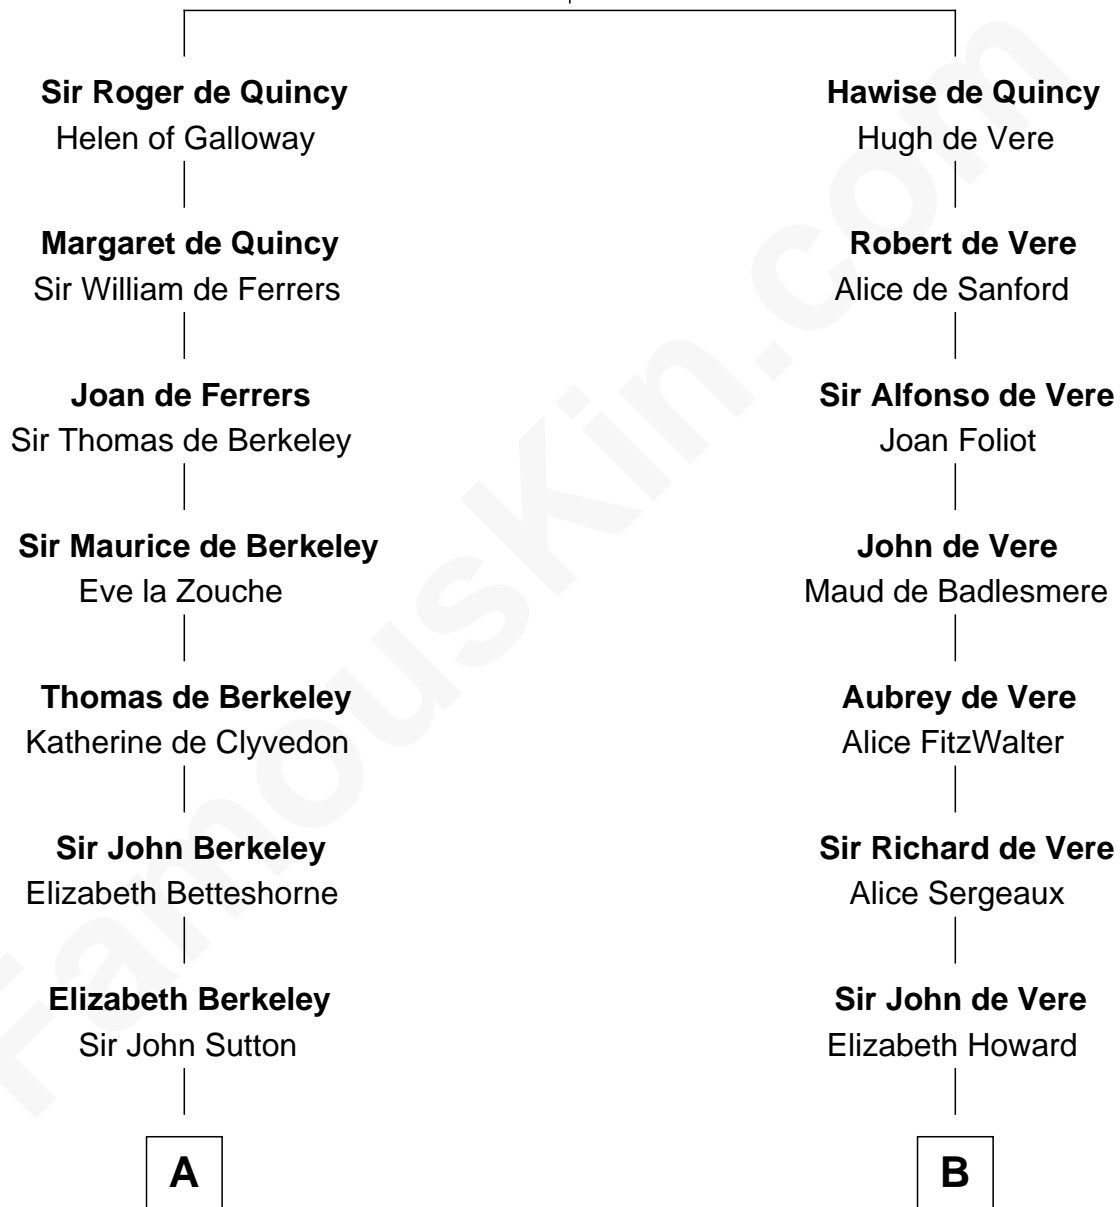 Sir Roger de Quincy
Helen of Galloway
Margaret de Quincy
Sir William de Ferrers
Joan de Ferrers
Sir Thomas de Berkeley
Sir Maurice de Berkeley
Eve la Zouche
Thomas de Berkeley
Katherine de Clyvedon
Sir John Berkeley
Elizabeth Betteshorne
Elizabeth Berkeley
Sir John Sutton
A
Hawise de Quincy
Hugh de Vere
Robert de Vere
Alice de Sanford
Sir Alfonso de Vere
Joan Foliot
John de Vere
Maud de Badlesmere
Aubrey de Vere
Alice FitzWalter
Sir Richard de Vere
Alice Sergeaux
Sir John de Vere
Elizabeth Howard
B
FamousKin.com